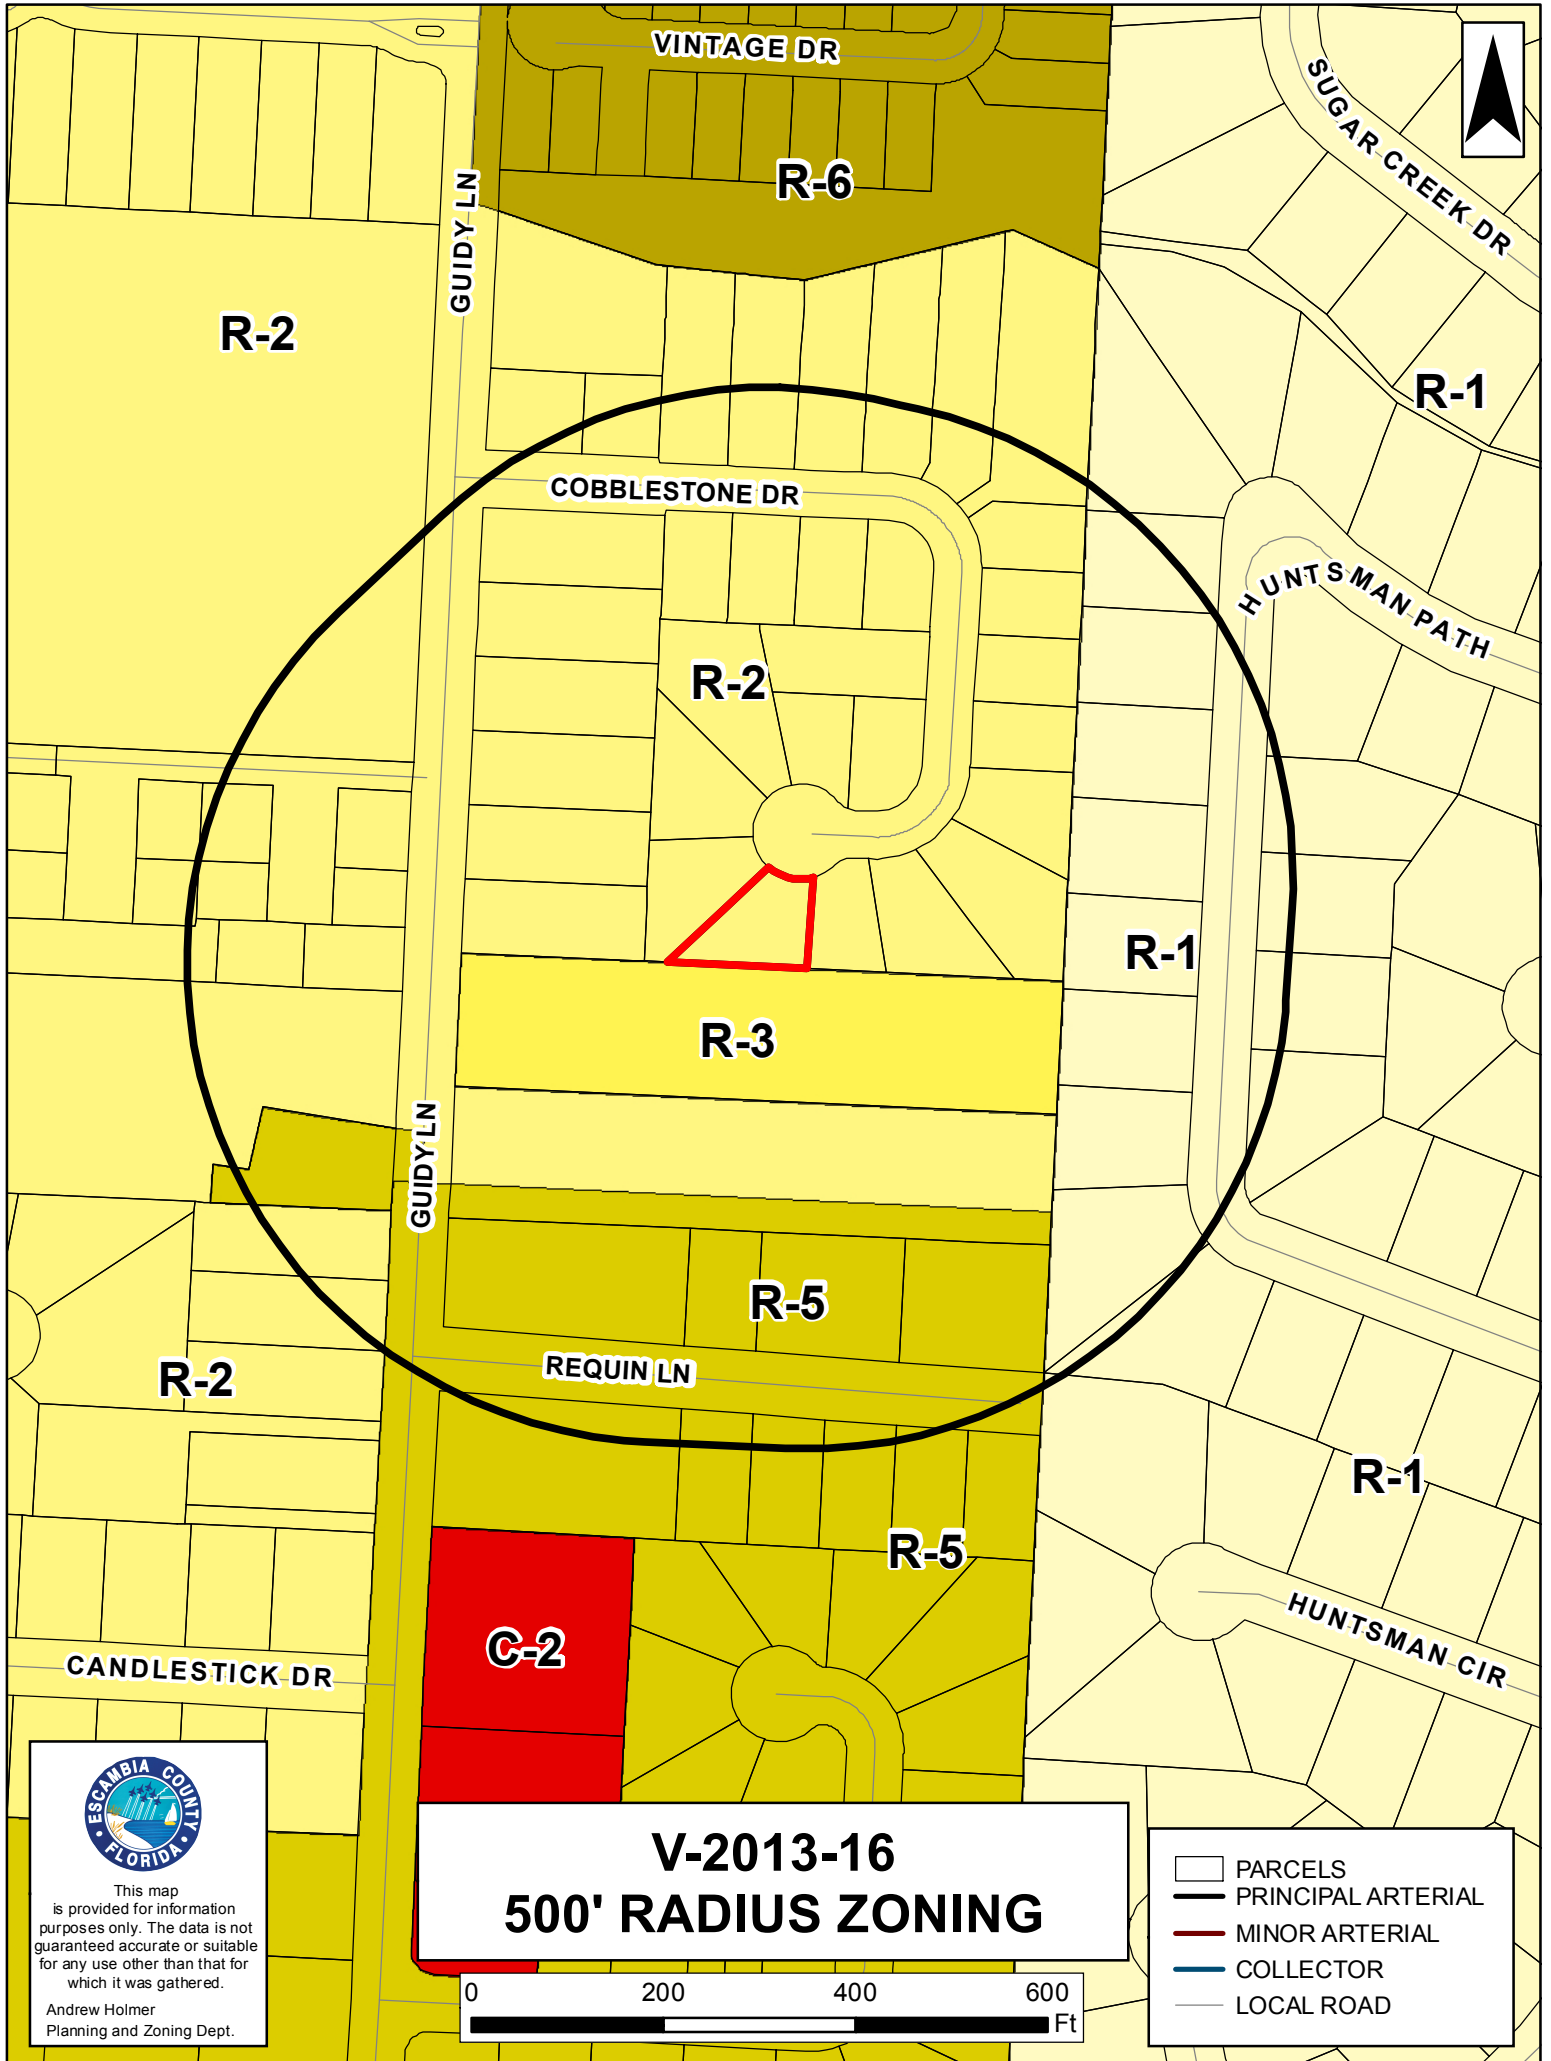 VINTAGE DR
SUGAR CREEK DR
R-6
GUIDY LN
R-2
R-1
COBBLESTONE DR
HUNTSMAN PATH
R-2
R-1
R-3
GUIDY LN
R-5
REQUIN LN
R-2
R-1
R-5
HUNTSMAN CIR
C-2
CANDLESTICK DR
ESCAMBIA COUNTY
FLORIDA
This map
is provided for information
purposes only. The data is not
guaranteed accurate or suitable
for any use other than that for
which it was gathered.
Andrew Holmer
Planning and Zoning Dept.
V-2013-16
500' RADIUS ZONING
0 200 400 600
Ft
PARCELS
PRINCIPAL ARTERIAL
MINOR ARTERIAL
COLLECTOR
LOCAL ROAD